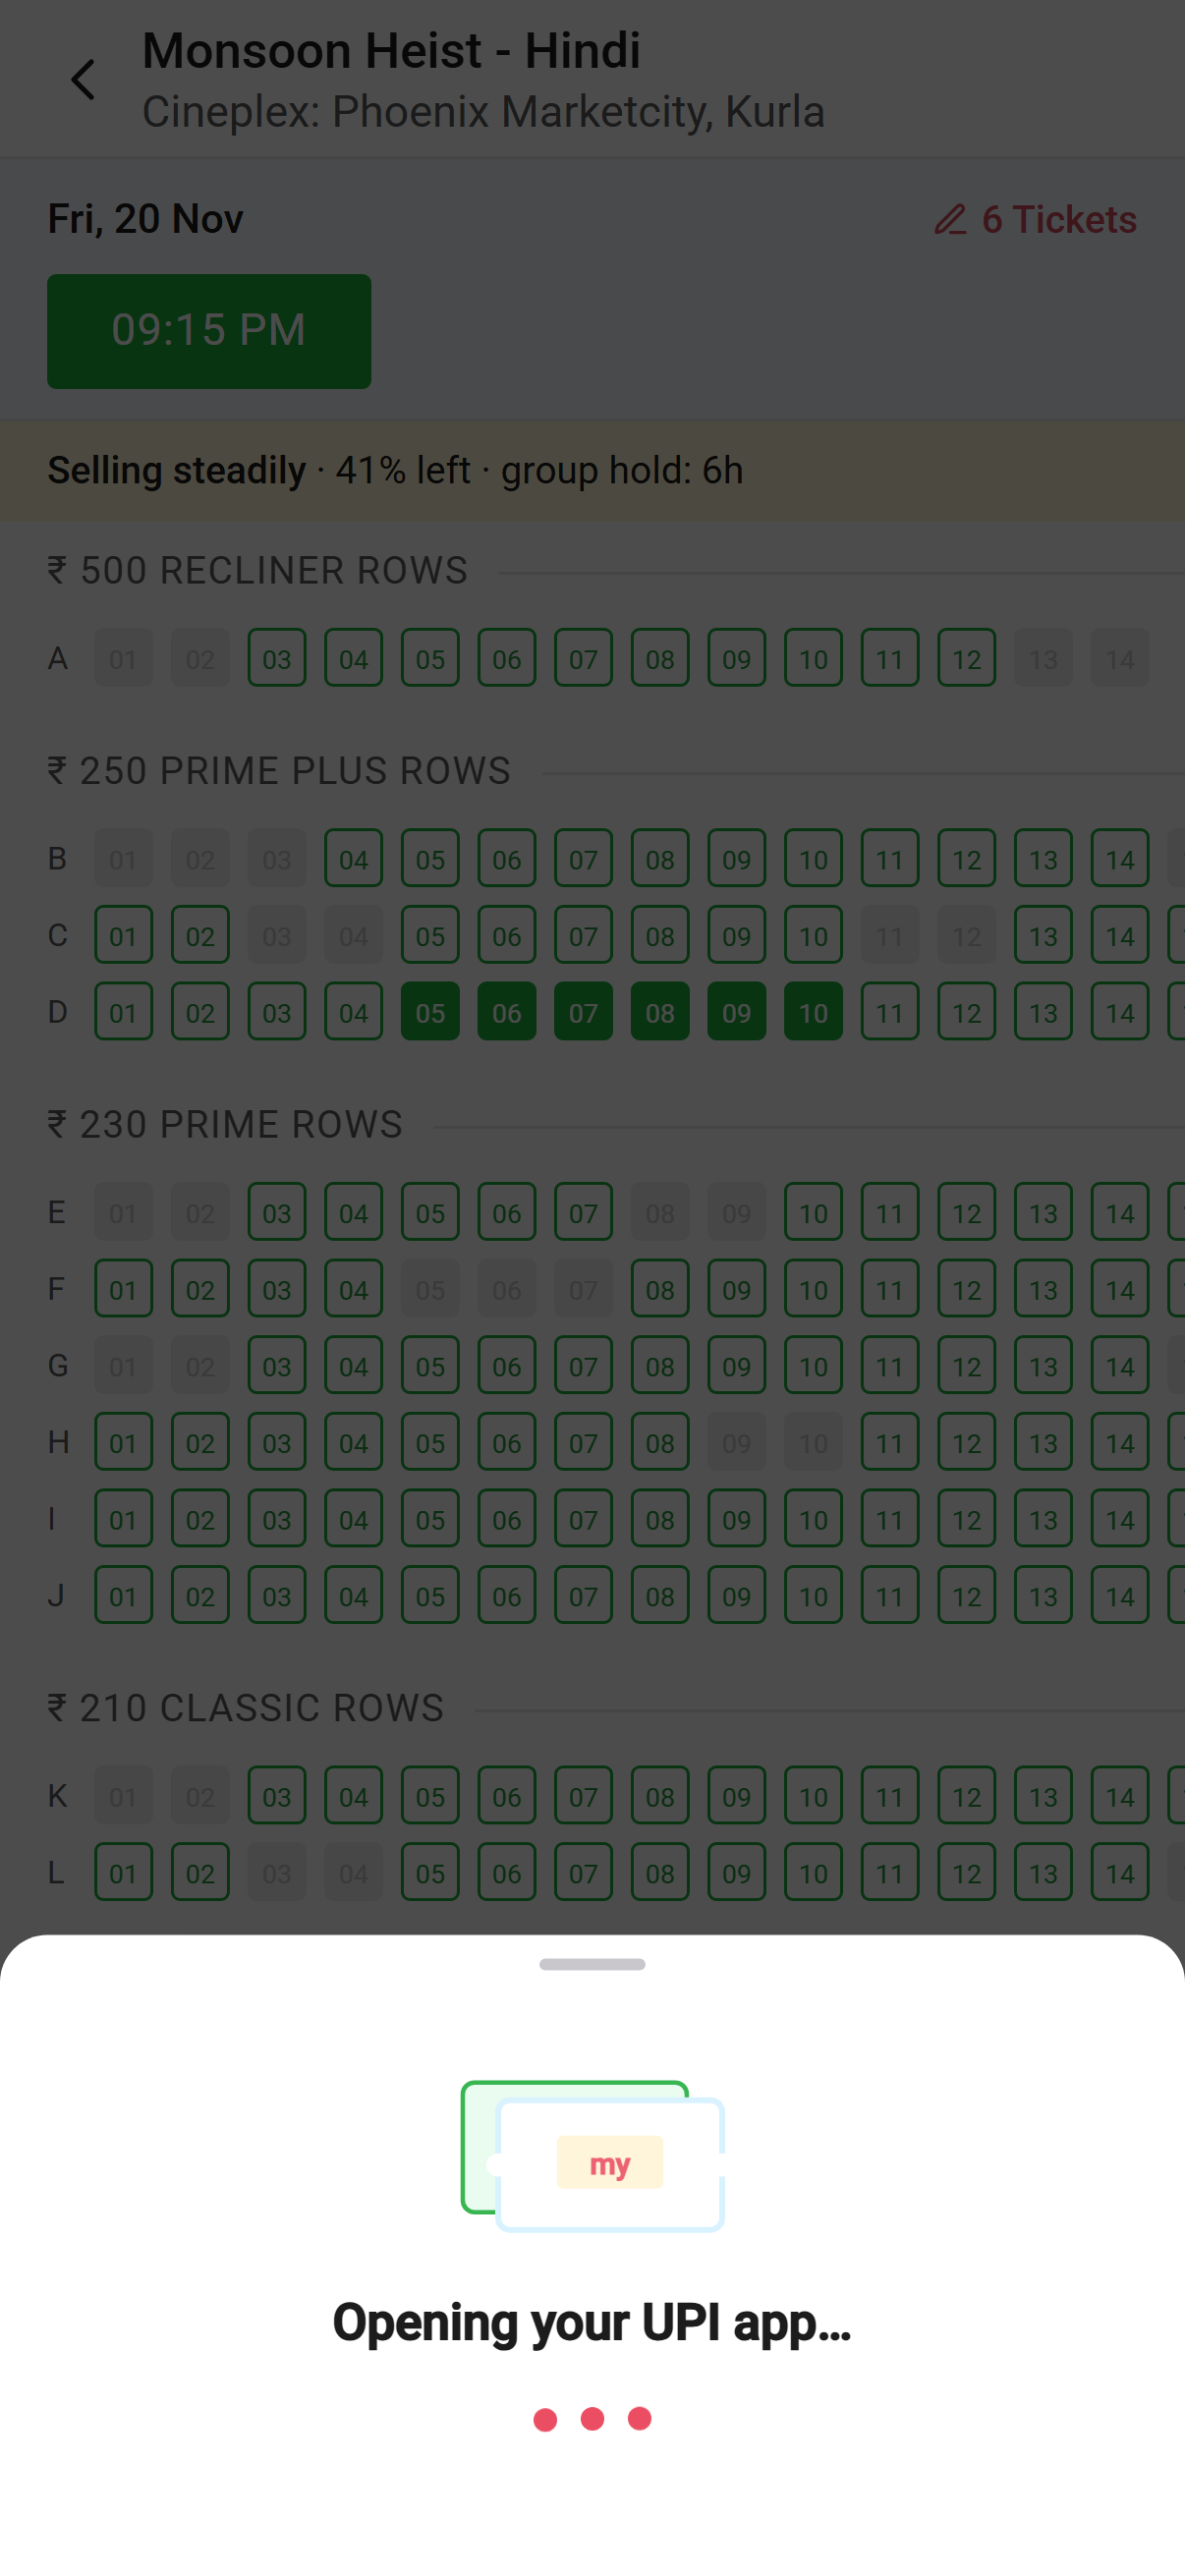 Monsoon Heist - Hindi
Cineplex: Phoenix Marketcity, Kurla
Fri, 20 Nov
6 Tickets
09:15 PM
Selling steadily · 41% left · group hold: 6h
₹ 500 RECLINER ROWS
A 01 02 03 04 05 06 07 08 09 10 11 12 13 14
₹ 250 PRIME PLUS ROWS
B 01 02 03 04 05 06 07 08 09 10 11 12 13 14
C 01 02 03 04 05 06 07 08 09 10 11 12 13 14
D 01 02 03 04 05 06 07 08 09 10 11 12 13 14
₹ 230 PRIME ROWS
E 01 02 03 04 05 06 07 08 09 10 11 12 13 14
F 01 02 03 04 05 06 07 08 09 10 11 12 13 14
G 01 02 03 04 05 06 07 08 09 10 11 12 13 14
H 01 02 03 04 05 06 07 08 09 10 11 12 13 14
I 01 02 03 04 05 06 07 08 09 10 11 12 13 14
J 01 02 03 04 05 06 07 08 09 10 11 12 13 14
₹ 210 CLASSIC ROWS
K 01 02 03 04 05 06 07 08 09 10 11 12 13 14
L 01 02 03 04 05 06 07 08 09 10 11 12 13 14
my
Opening your UPI app...